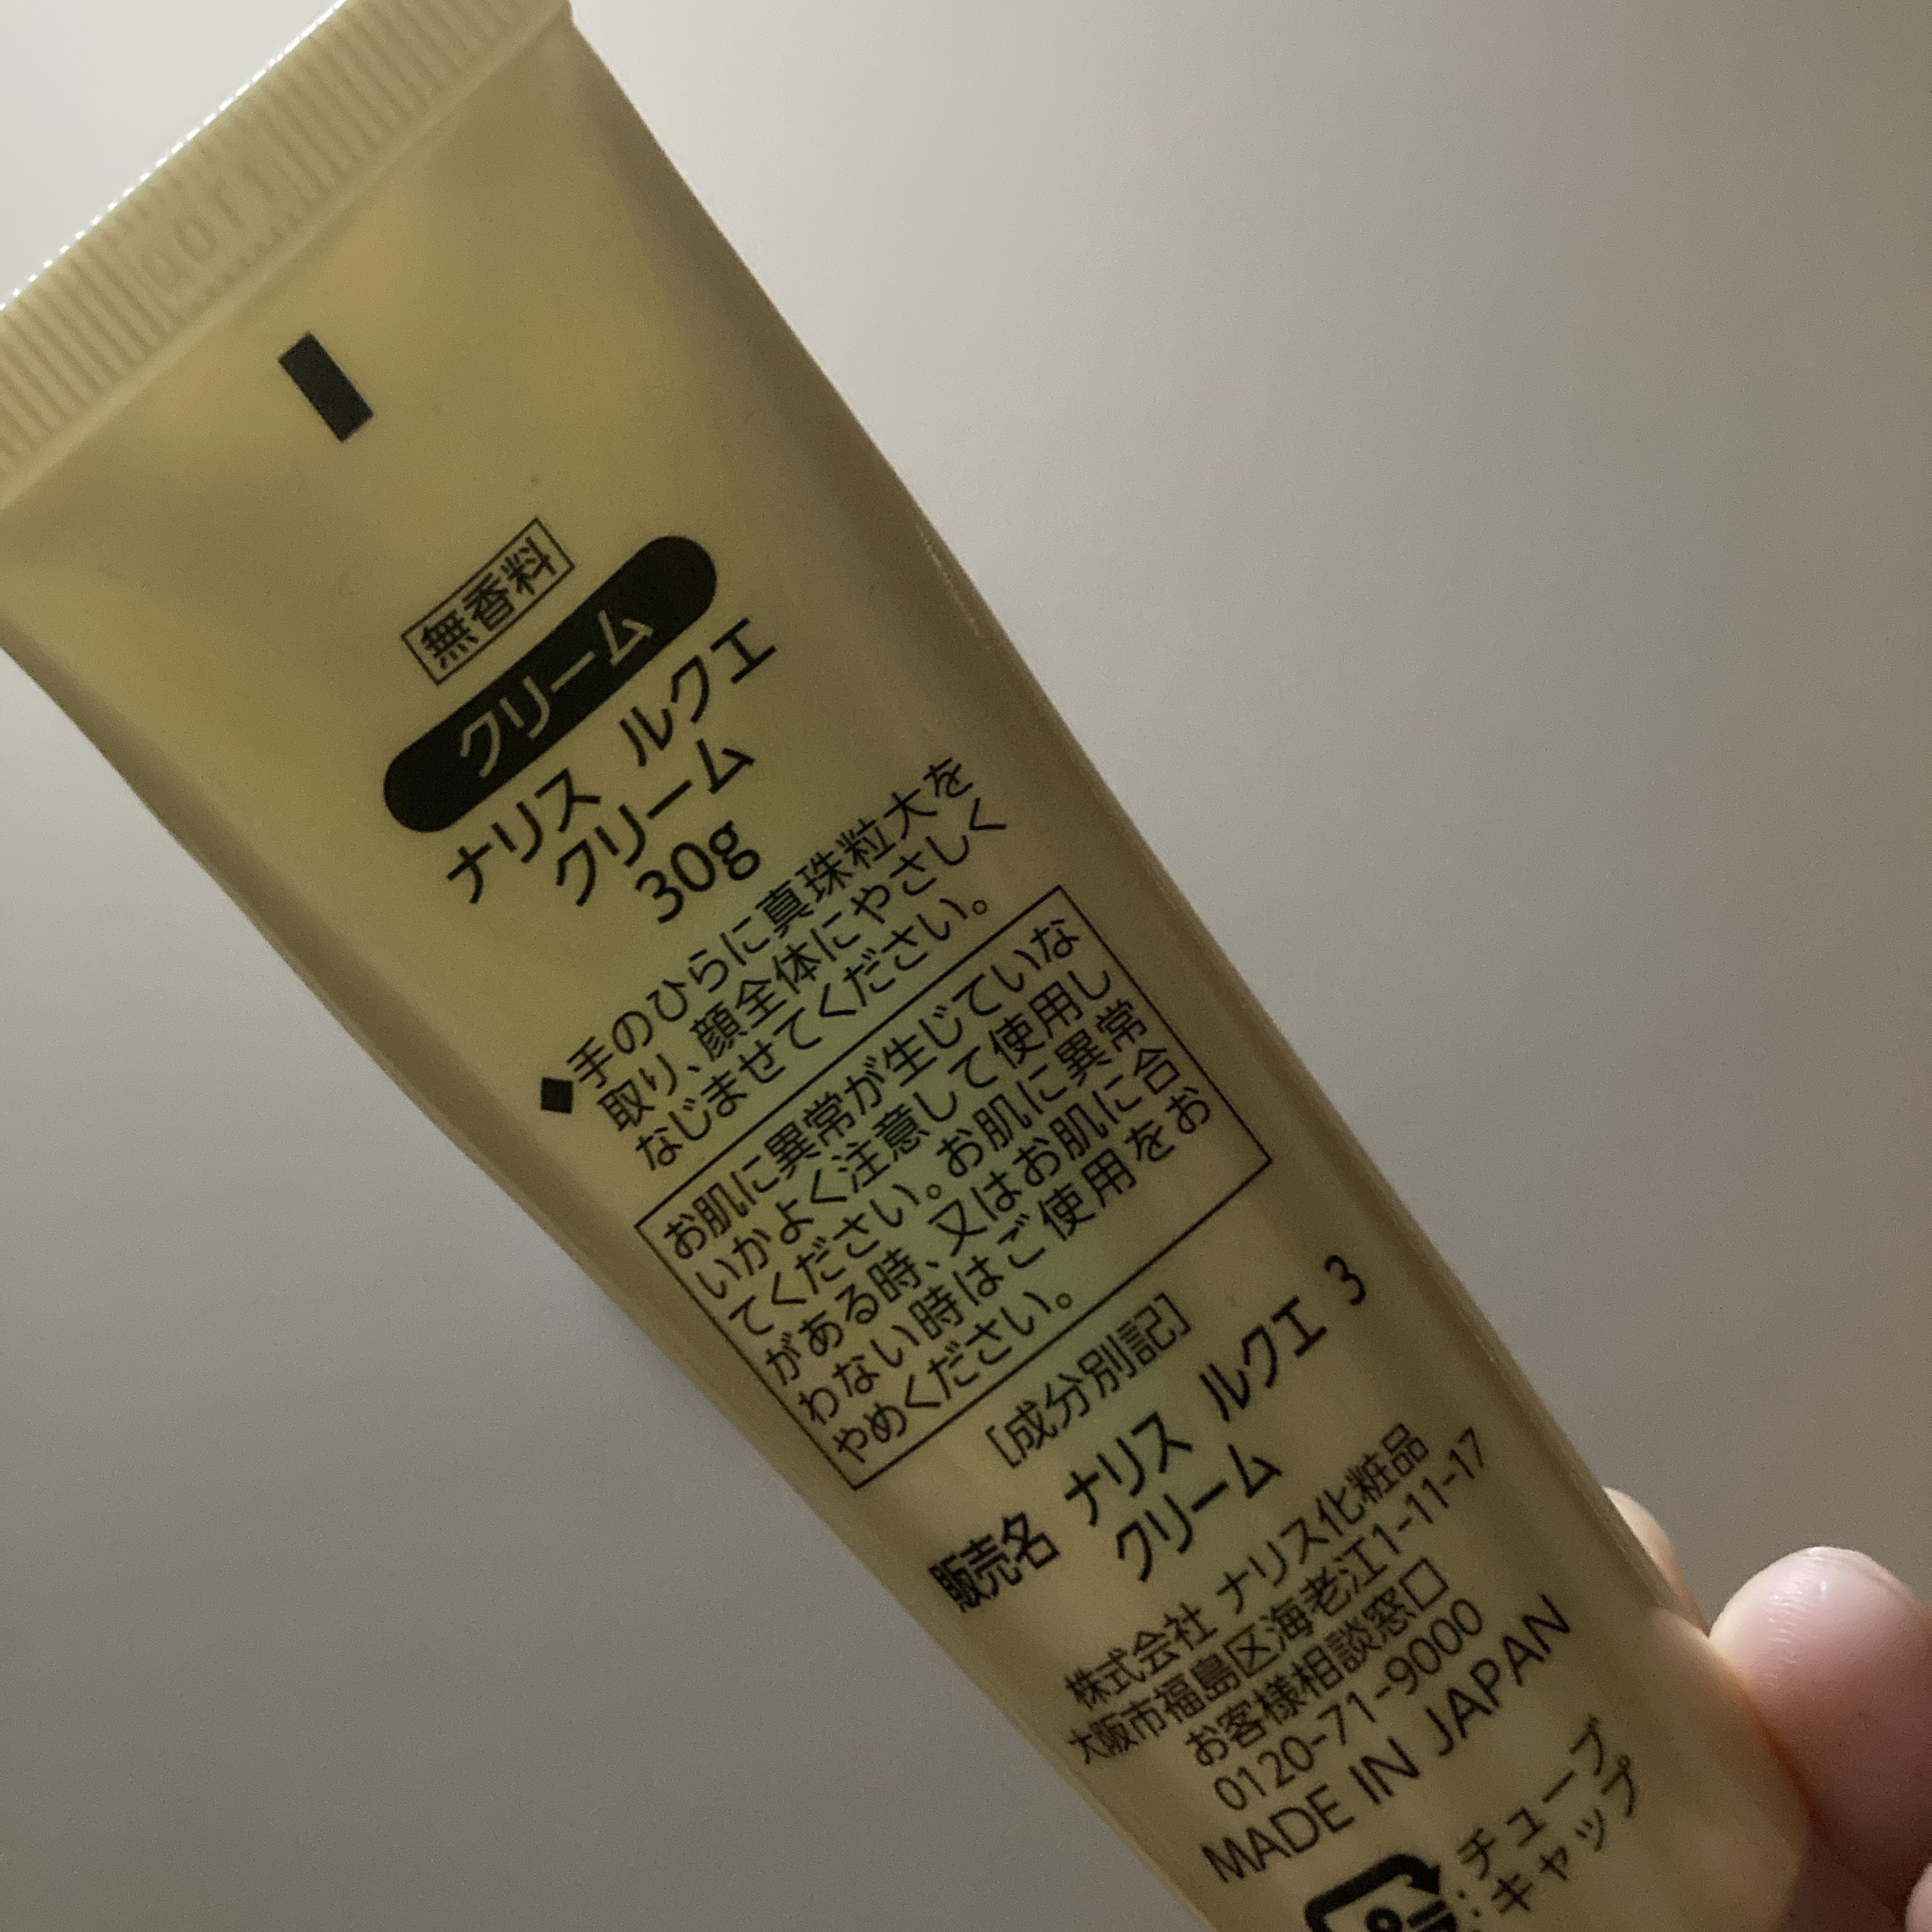 無香料
クリーム
ナリス ルクエ
クリーム
30g
◆手のひらに真珠粒大を
取り、顔全体にやさしく
なじませてください。
お肌に異常が生じていな
いかよく注意して使用し
てください。お肌に異常
がある時、又はお肌に合
わない時はご使用をお
やめください。
[成分別記]
販売名 ナリス ルクエ 3
クリーム
株式会社 ナリス化粧品
大阪市福島区海老江1-11-17
お客様相談窓口
0120-71-9000
MADE IN JAPAN
:チューブ
:キャップ